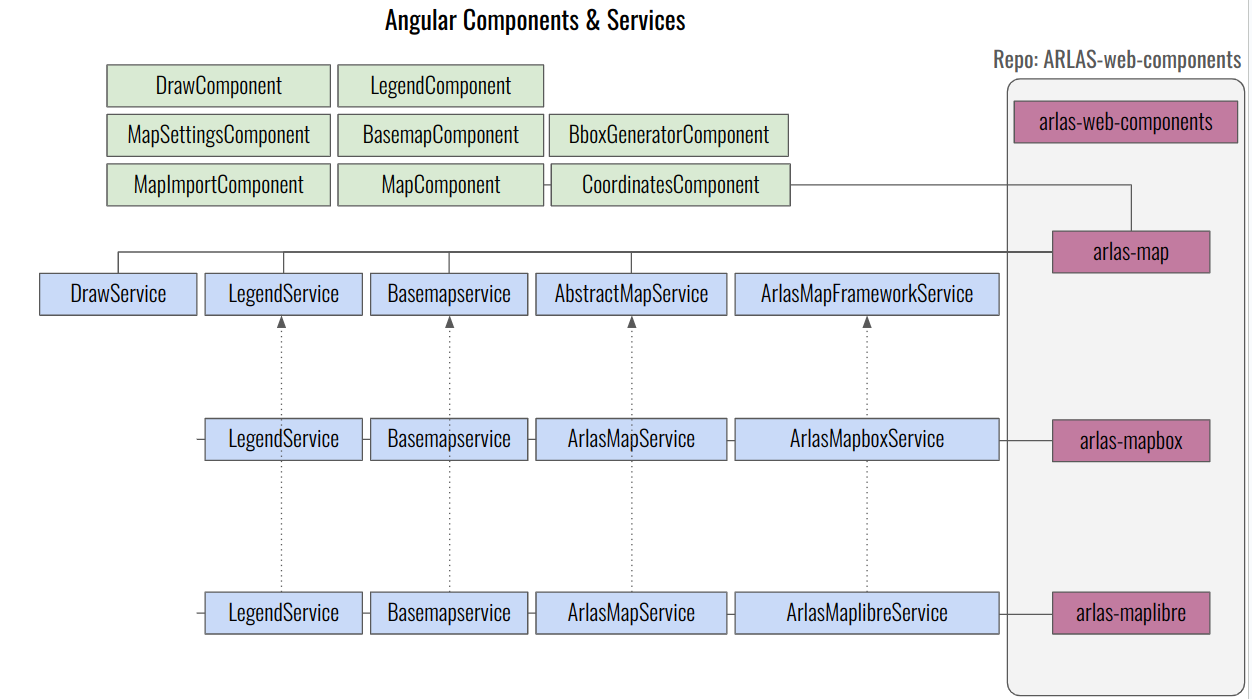 Angular Components & Services
Repo: ARLAS-web-components
DrawComponent
LegendComponent
arlas-web-components
MapSettingsComponent
BasemapComponent
BboxGeneratorComponent
MapImportComponent
MapComponent
CoordinatesComponent
arlas-map
DrawService
LegendService
Basemapservice
AbstractMapService
ArlasMapFrameworkService
LegendService
Basemapservice
ArlasMapService
ArlasMapboxService
arlas-mapbox
LegendService
Basemapservice
ArlasMapService
ArlasMaplibreService
arlas-maplibre